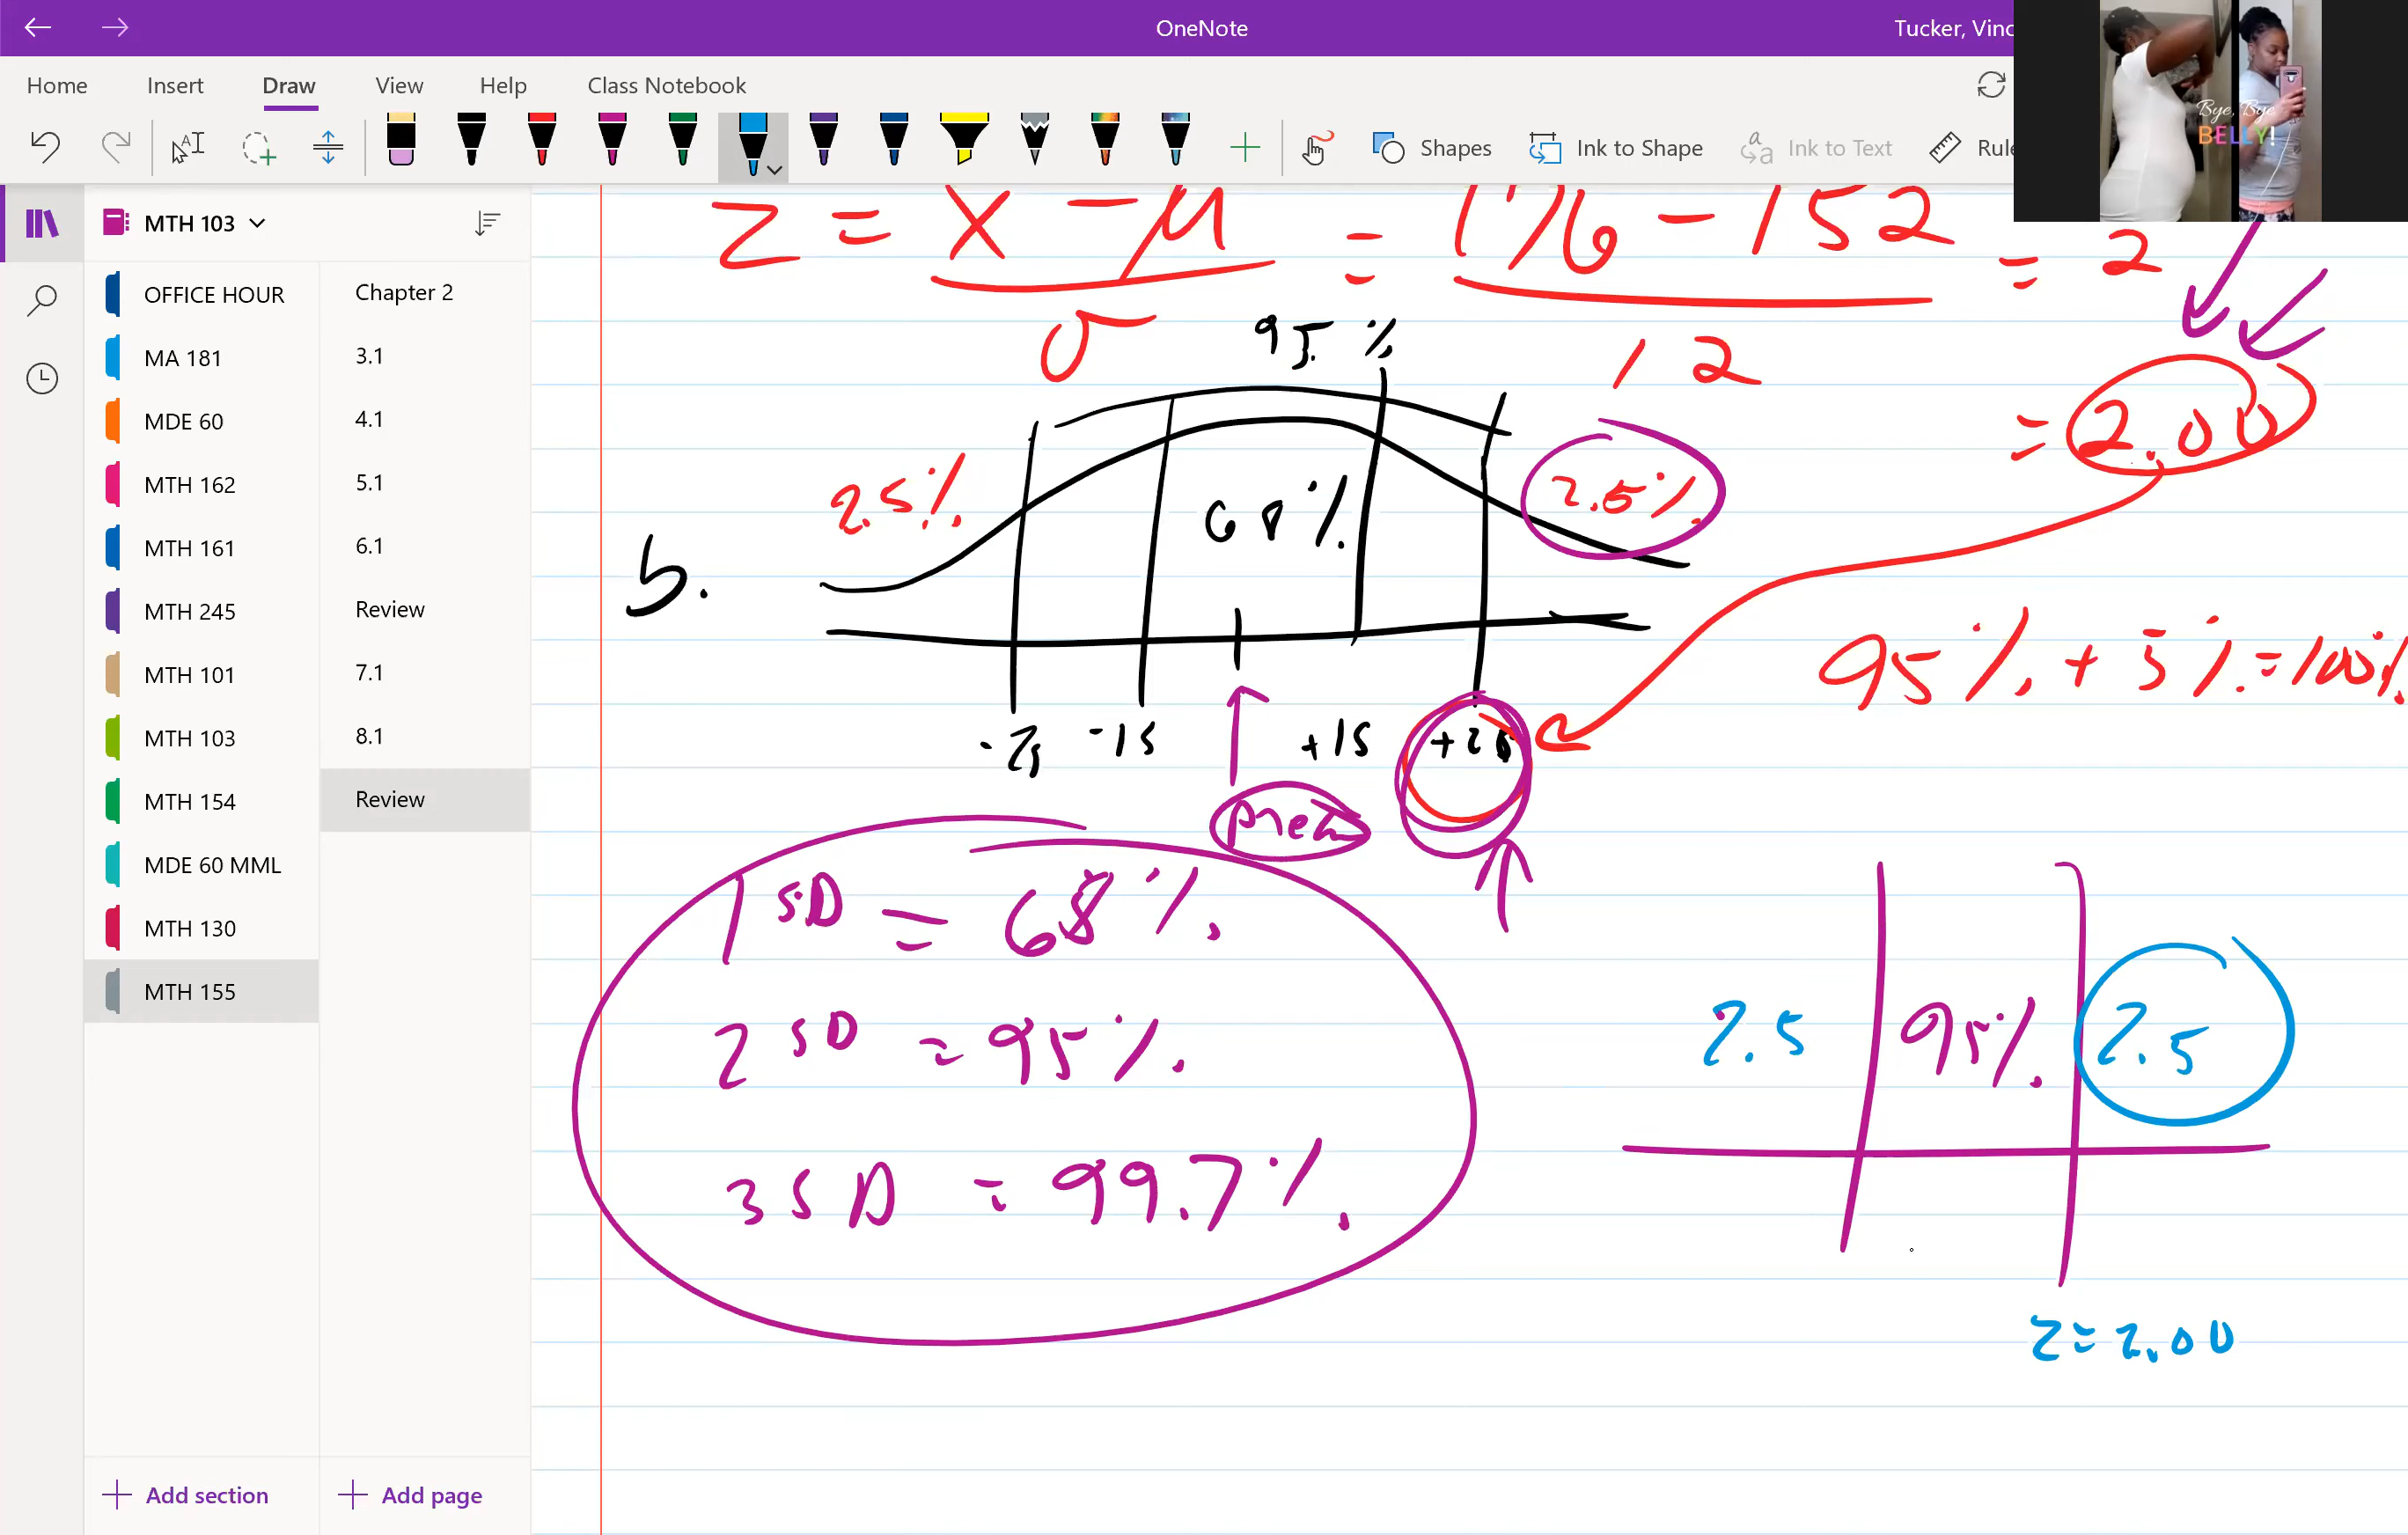 OneNote
Tucker, Vinc
Home Insert Draw View Help Class Notebook
Shapes Ink to Shape Ink to Text Rule
Bye, Bye
BELLY!
MTH 103
OFFICE HOUR
MA 181
MDE 60
MTH 162
MTH 161
MTH 245
MTH 101
MTH 103
MTH 154
MDE 60 MML
MTH 130
MTH 155
Add section
Chapter 2
3.1
4.1
5.1
6.1
Review
7.1
8.1
Review
Add page
z = x - μ = 176 - 152 = 2
σ 12
= 2.00
95%
2.5% 68% 2.5%
b.
95% + 5% = 100%
-2s -1s +1s +2s
mean
1 SD = 68%
2 SD = 95%
3 SD = 99.7%
2.5 95% 2.5
z = 2.00